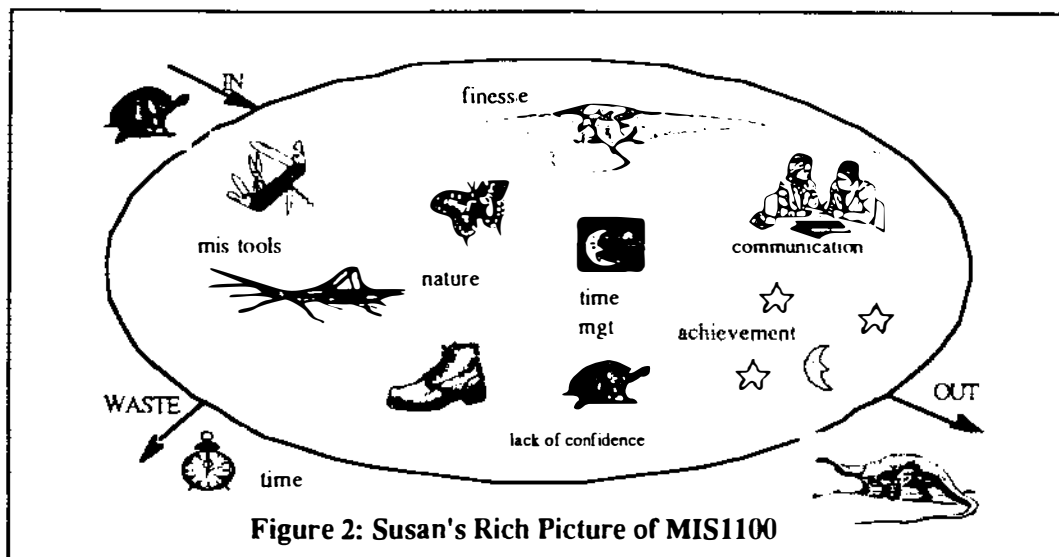 IN
finesse
mis tools
nature
communication
time
mgt
achievement
lack of confidence
WASTE
OUT
time
Figure 2: Susan's Rich Picture of MIS1100